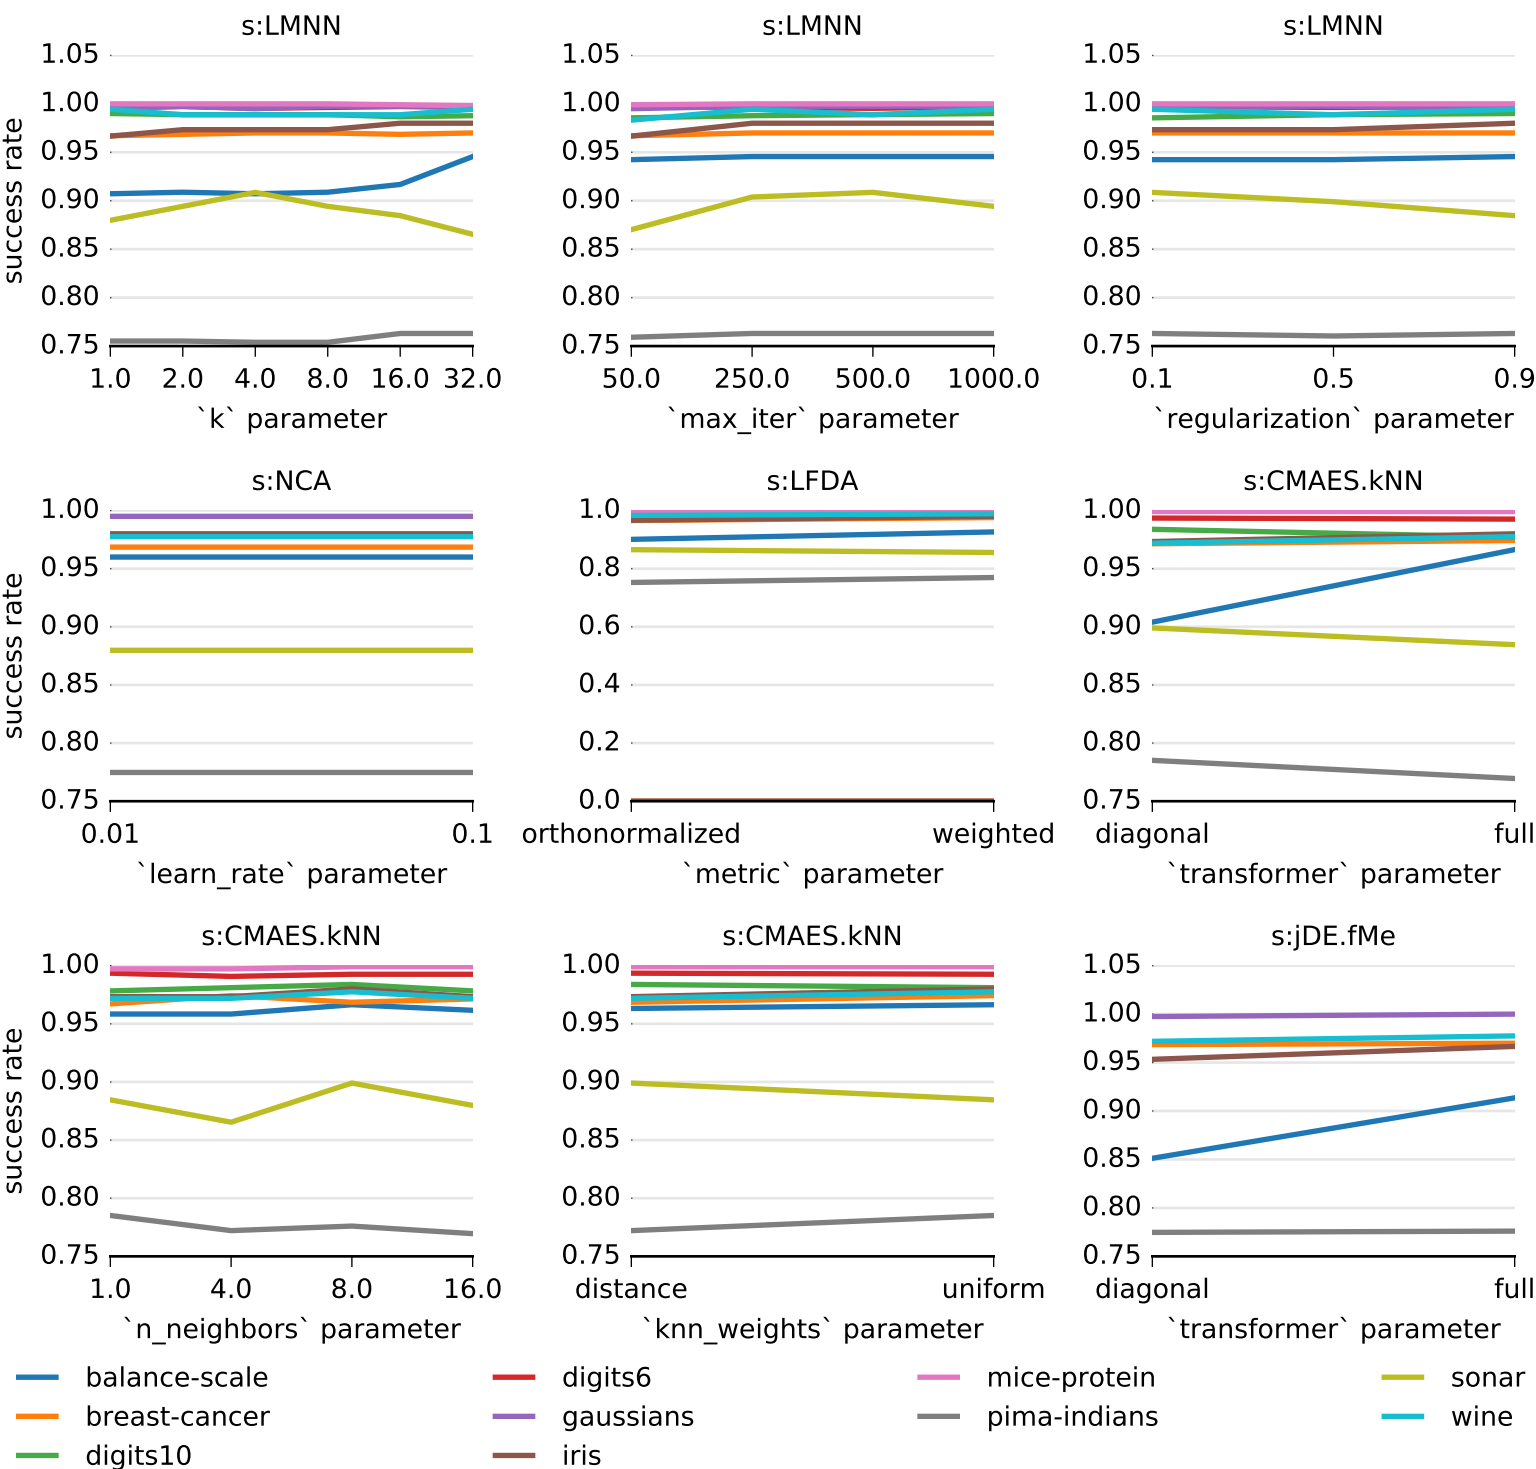 s:LMNN s:LMNN s:LMNN
1.05 1.05 1.05
1.00 1.00 1.00
0.95 0.95 0.95
0.90 0.90 0.90
0.85 0.85 0.85
0.80 0.80 0.80
0.75 0.75 0.75
success rate
1.0 2.0 4.0 8.0 16.0 32.0 50.0 250.0 500.0 1000.0 0.1 0.5 0.9
`k` parameter `max_iter` parameter `regularization` parameter
s:NCA s:LFDA s:CMAES.kNN
1.00 1.0 1.00
0.95 0.8 0.95
0.90 0.6 0.90
0.85 0.4 0.85
0.80 0.2 0.80
0.75 0.0 0.75
success rate
0.01 0.1 orthonormalized weighted diagonal full
`learn_rate` parameter `metric` parameter `transformer` parameter
s:CMAES.kNN s:CMAES.kNN s:jDE.fMe
1.00 1.00 1.05
0.95 0.95 1.00
0.90 0.90 0.95
0.85 0.85 0.90
0.80 0.80 0.85
0.75 0.75 0.80
0.75
success rate
1.0 4.0 8.0 16.0 distance uniform diagonal full
`n_neighbors` parameter `knn_weights` parameter `transformer` parameter
balance-scale digits6 mice-protein sonar
breast-cancer gaussians pima-indians wine
digits10 iris